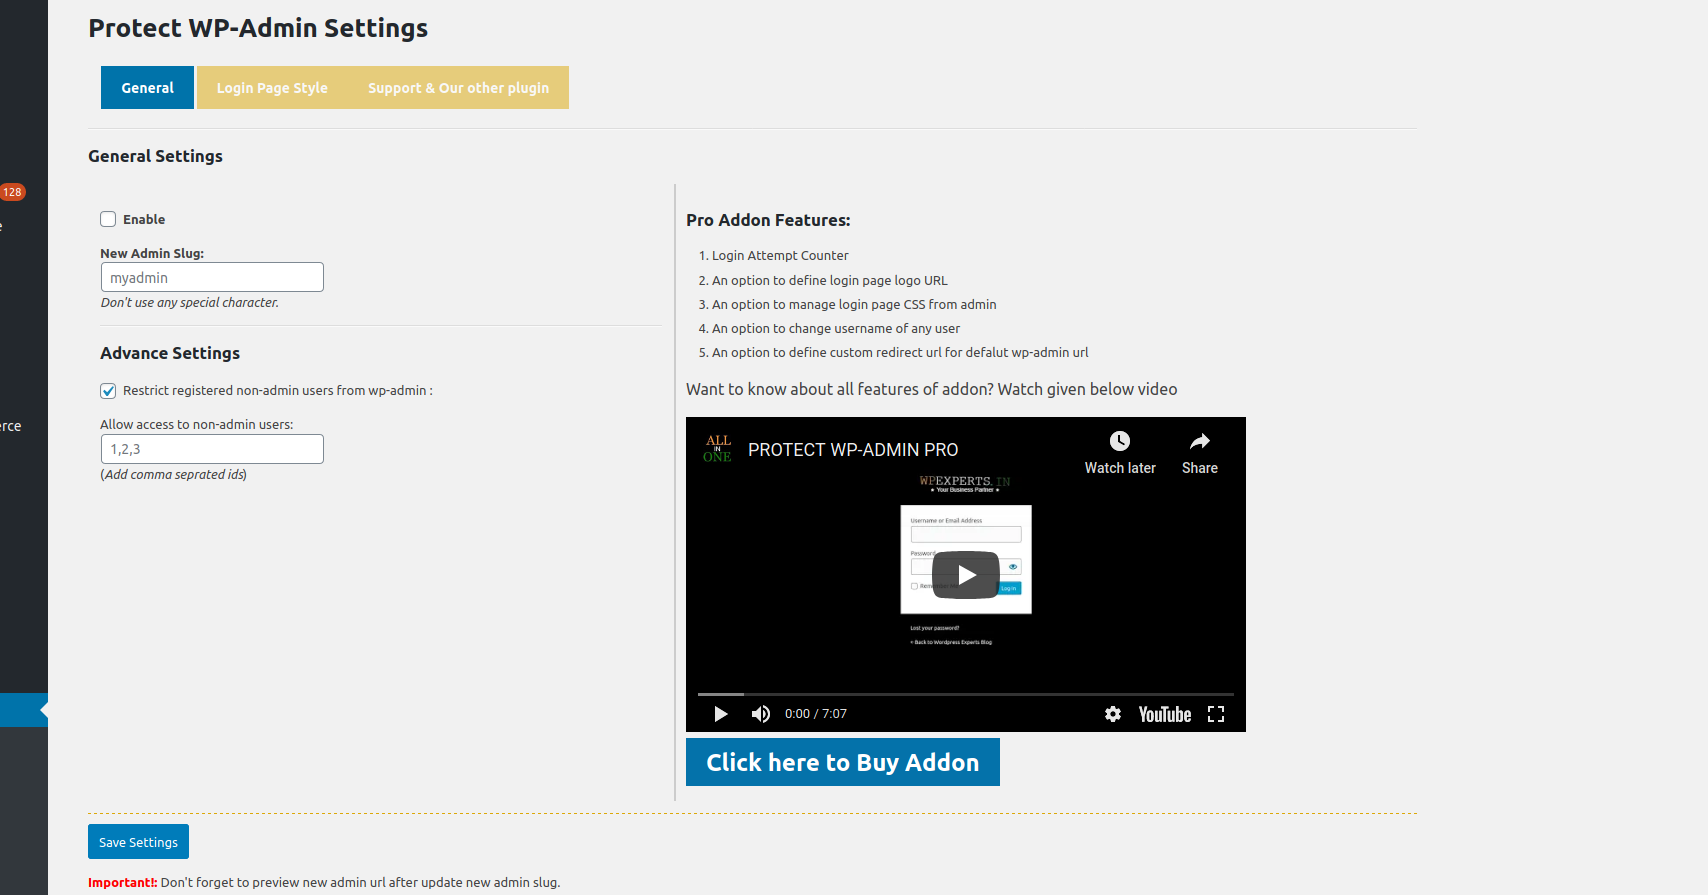 Protect WP-Admin Settings
General
Login Page Style
Support & Our other plugin
General Settings
128
e
erce
Enable
New Admin Slug:
myadmin
Don't use any special character.
Advance Settings
Restrict registered non-admin users from wp-admin :
Allow access to non-admin users:
1,2,3
(Add comma seprated ids)
Pro Addon Features:
1. Login Attempt Counter
2. An option to define login page logo URL
3. An option to manage login page CSS from admin
4. An option to change username of any user
5. An option to define custom redirect url for defalut wp-admin url
Want to know about all features of addon? Watch given below video
ALL
IN
ONE
PROTECT WP-ADMIN PRO
Watch later
Share
WPEXPERTS.IN
★ Your Business Partner ★
Username or Email Address
Password
Log In
Lost your password?
← Back to Wordpress Experts Blog
0:00 / 7:07
YouTube
Click here to Buy Addon
Save Settings
Important!: Don't forget to preview new admin url after update new admin slug.